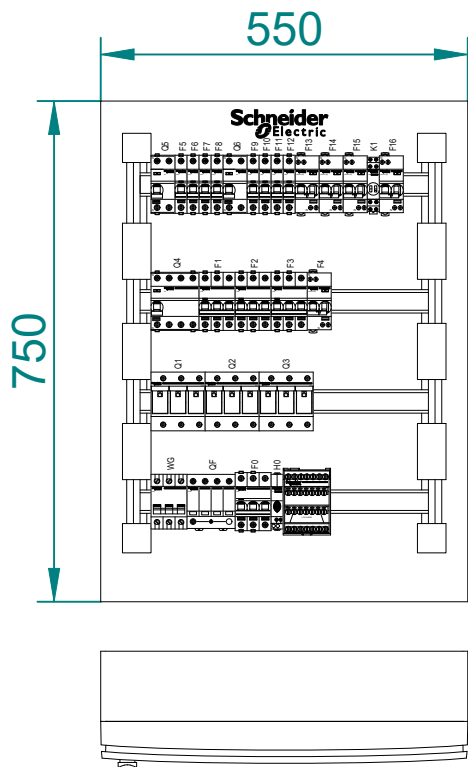 550
750
Schneider
Electric
Q5 F5 F6 F7 F8 Q6 F9 F10 F11 F12 F13 F14 F15 K1 F16
Q4 F1 F2 F3 F4
Q1 Q2 Q3
WG QF F0 H0